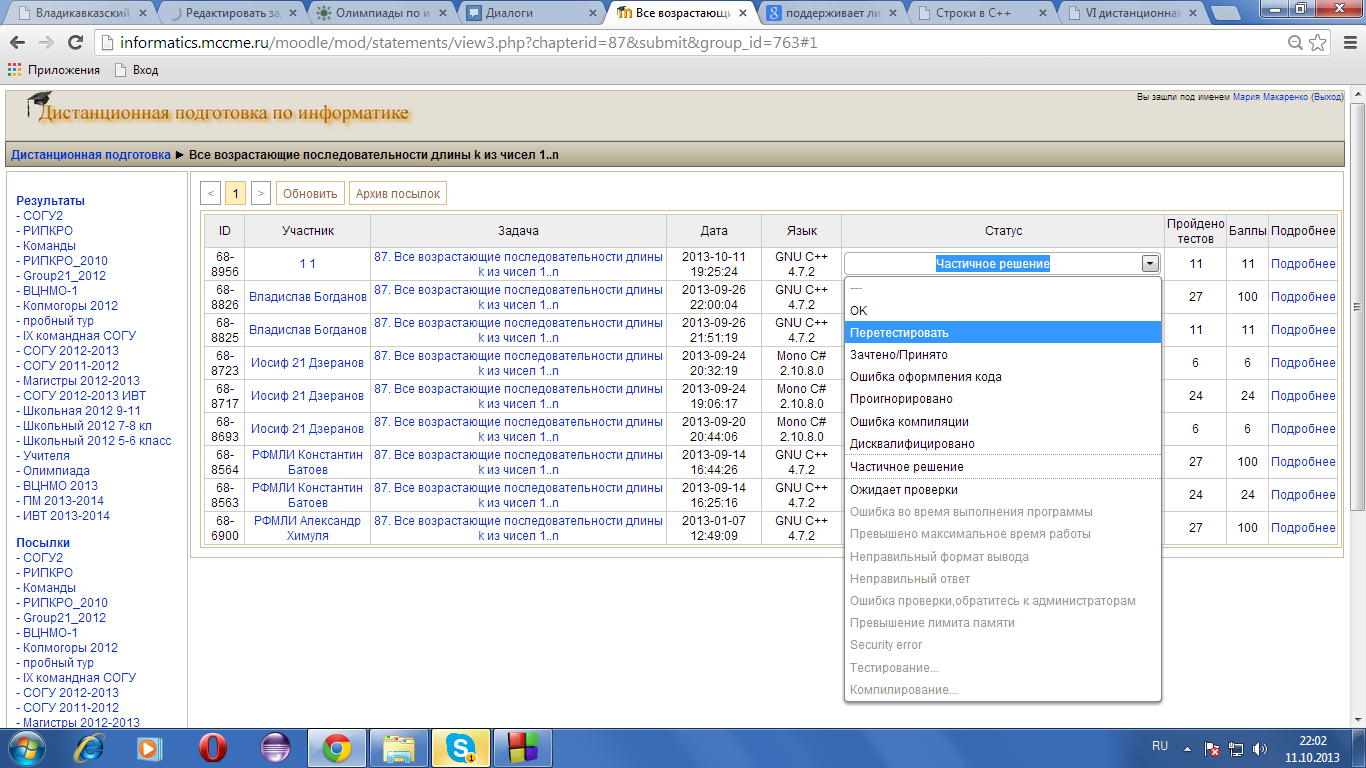 Владикавказский
Редактировать за
Олимпиады по и
Диалоги
Все возрастающи
поддерживает ли
Строки в C++
VI дистанционная
informatics.mccme.ru/moodle/mod/statements/view3.php?chapterid=87&submit&group_id=763#1
Приложения
Вход
Дистанционная подготовка по информатике
Вы зашли под именем Мария Макаренко (Выход)
Дистанционная подготовка ► Все возрастающие последовательности длины k из чисел 1..n
Результаты
- СОГУ2
- РИПКРО
- Команды
- РИПКРО_2010
- Group21_2012
- ВЦНМО-1
- Колмогоры 2012
- пробный тур
- IX командная СОГУ
- СОГУ 2012-2013
- СОГУ 2011-2012
- Магистры 2012-2013
- СОГУ 2012-2013 ИВТ
- Школьная 2012 9-11
- Школьный 2012 7-8 кл
- Школьный 2012 5-6 класс
- Учителя
- Олимпиада
- ВЦНМО 2013
- ПМ 2013-2014
- ИВТ 2013-2014
Посылки
- СОГУ2
- РИПКРО
- Команды
- РИПКРО_2010
- Group21_2012
- ВЦНМО-1
- Колмогоры 2012
- пробный тур
- IX командная СОГУ
- СОГУ 2012-2013
- СОГУ 2011-2012
- Магистры 2012-2013
< 1 > Обновить Архив посылок
ID Участник Задача Дата Язык Статус Пройдено тестов Баллы Подробнее
68-8956 1 1 87. Все возрастающие последовательности длины k из чисел 1..n 2013-10-11 19:25:24 GNU C++ 4.7.2 Частичное решение 11 11 Подробнее
68-8826 Владислав Богданов 87. Все возрастающие последовательности длины k из чисел 1..n 2013-09-26 22:00:04 GNU C++ 4.7.2 27 100 Подробнее
68-8825 Владислав Богданов 87. Все возрастающие последовательности длины k из чисел 1..n 2013-09-26 21:51:19 GNU C++ 4.7.2 11 11 Подробнее
68-8723 Иосиф 21 Дзеранов 87. Все возрастающие последовательности длины k из чисел 1..n 2013-09-24 20:32:19 Mono C# 2.10.8.0 6 6 Подробнее
68-8717 Иосиф 21 Дзеранов 87. Все возрастающие последовательности длины k из чисел 1..n 2013-09-24 19:06:17 Mono C# 2.10.8.0 24 24 Подробнее
68-8693 Иосиф 21 Дзеранов 87. Все возрастающие последовательности длины k из чисел 1..n 2013-09-20 20:44:06 Mono C# 2.10.8.0 6 6 Подробнее
68-8564 РФМЛИ Константин Батоев 87. Все возрастающие последовательности длины k из чисел 1..n 2013-09-14 16:44:26 GNU C++ 4.7.2 27 100 Подробнее
68-8563 РФМЛИ Константин Батоев 87. Все возрастающие последовательности длины k из чисел 1..n 2013-09-14 16:25:16 GNU C++ 4.7.2 24 24 Подробнее
68-6900 РФМЛИ Александр Химуля 87. Все возрастающие последовательности длины k из чисел 1..n 2013-01-07 12:49:09 GNU C++ 4.7.2 27 100 Подробнее
---
OK
Перетестировать
Зачтено/Принято
Ошибка оформления кода
Проигнорировано
Ошибка компиляции
Дисквалифицировано
Частичное решение
Ожидает проверки
Ошибка во время выполнения программы
Превышено максимальное время работы
Неправильный формат вывода
Неправильный ответ
Ошибка проверки,обратитесь к администраторам
Превышение лимита памяти
Security error
Тестирование...
Компилирование...
1
RU
22:02
11.10.2013